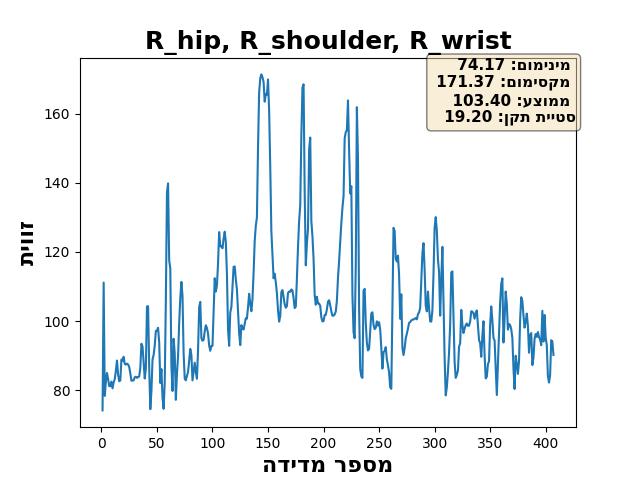 R_hip, R_shoulder, R_wrist
מינימום: 74.17
מקסימום: 171.37
ממוצע: 103.40
סטיית תקן: 19.20
זווית
160
140
120
100
80
0 50 100 150 200 250 300 350 400
מספר מדידה